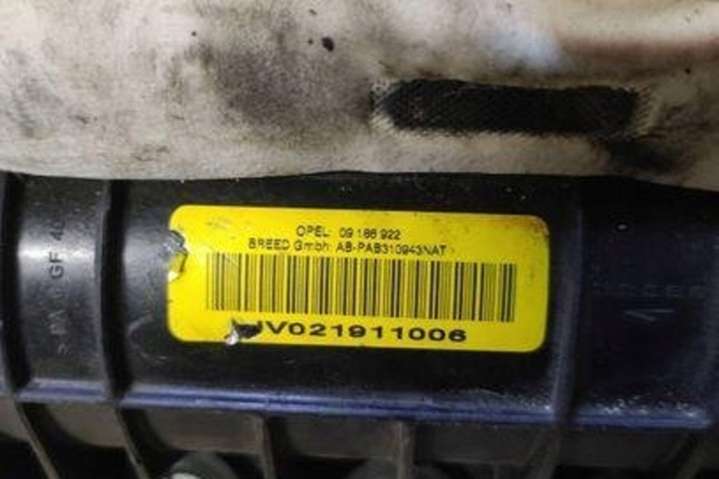 OPEL 09 186 922
BREED Gmbh: AB-PAB310943NAT
V021911006